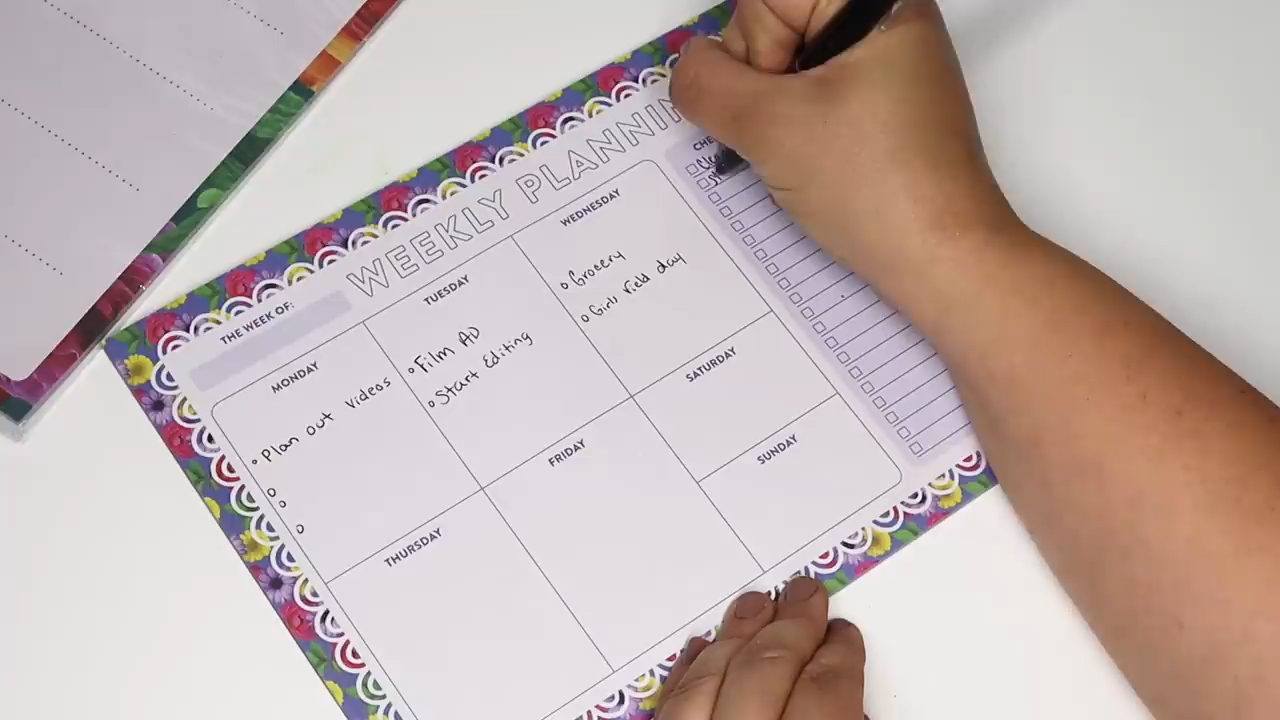 WEEKLY PLANNIN
THE WEEK OF:
MONDAY
Plan out Videos
TUESDAY
Film AD
Start Editing
WEDNESDAY
Grocery
Girls Field day
THURSDAY
FRIDAY
SATURDAY
SUNDAY